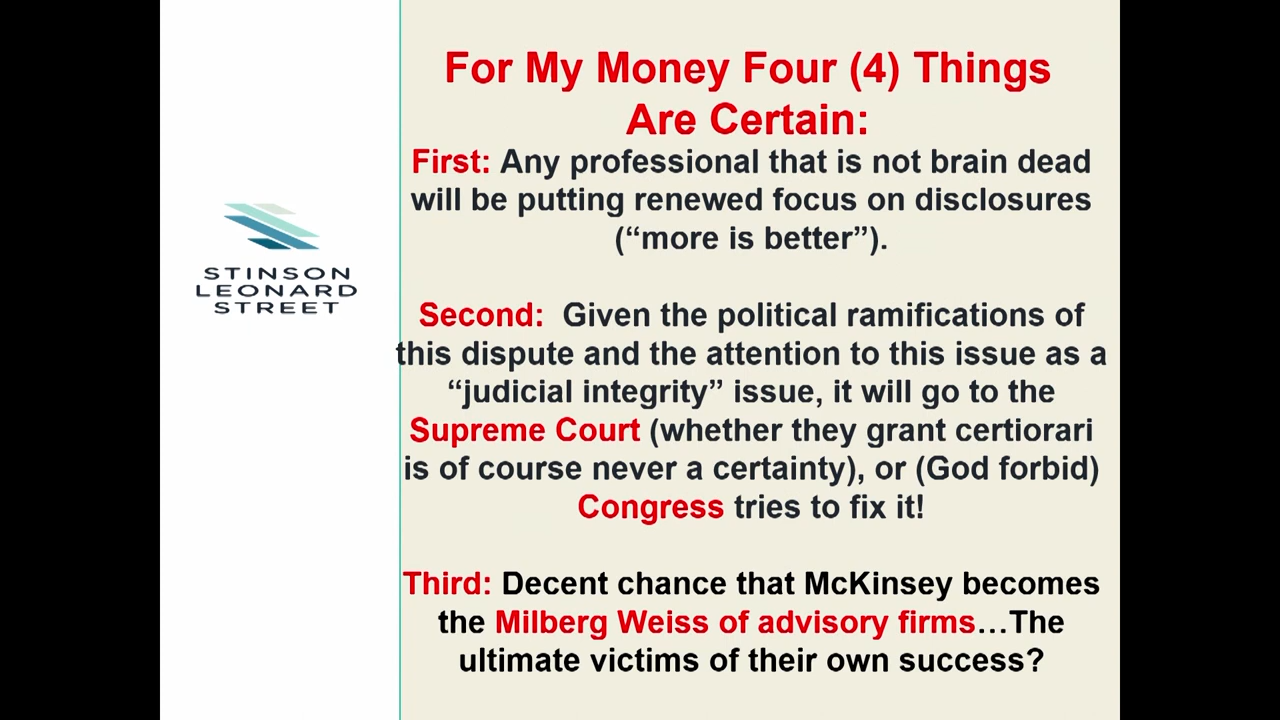 STINSON
LEONARD
STREET
For My Money Four (4) Things
Are Certain:
First: Any professional that is not brain dead
will be putting renewed focus on disclosures
(“more is better”).
Second:  Given the political ramifications of
this dispute and the attention to this issue as a
“judicial integrity” issue, it will go to the
Supreme Court (whether they grant certiorari
is of course never a certainty), or (God forbid)
Congress tries to fix it!
Third: Decent chance that McKinsey becomes
the Milberg Weiss of advisory firms…The
ultimate victims of their own success?